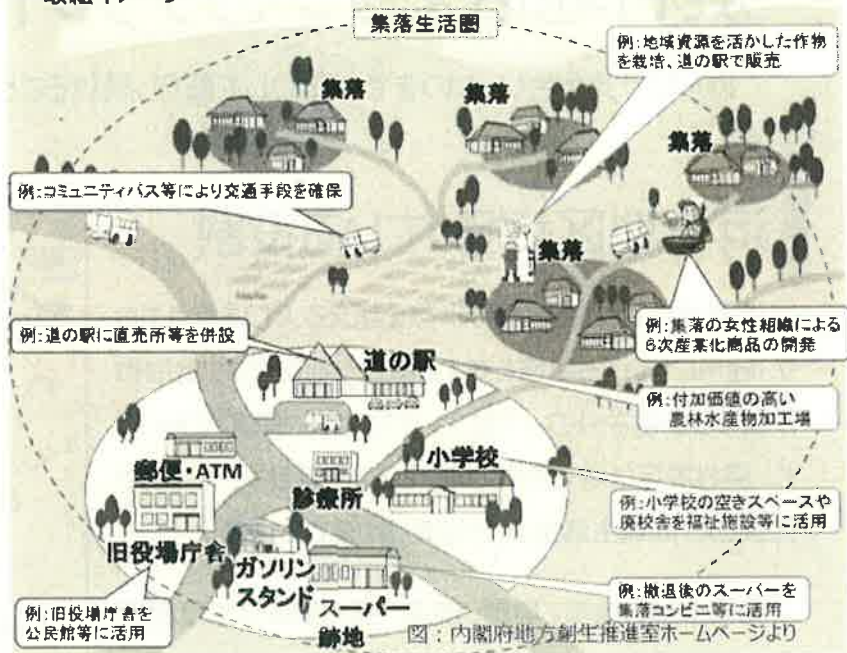 集落生活圏
例:地域資源を活かした作物
を栽培、道の駅で販売
集落
集落
集落
例:コミュニティバス等により交通手段を確保
集落
例:道の駅に直売所等を併設
例:集落の女性組織による
6次産業化商品の開発
道の駅
例:付加価値の高い
農林水産物加工場
郵便・ATM
小学校
診療所
例:小学校の空きスペースや
廃校舎を福祉施設等に活用
旧役場庁舎
ガソリン
スタンド
スーパー
跡地
例:撤退後のスーパーを
集落コンビニ等に活用
例:旧役場庁舎を
公民館等に活用
図:内閣府地方創生推進室ホームページより